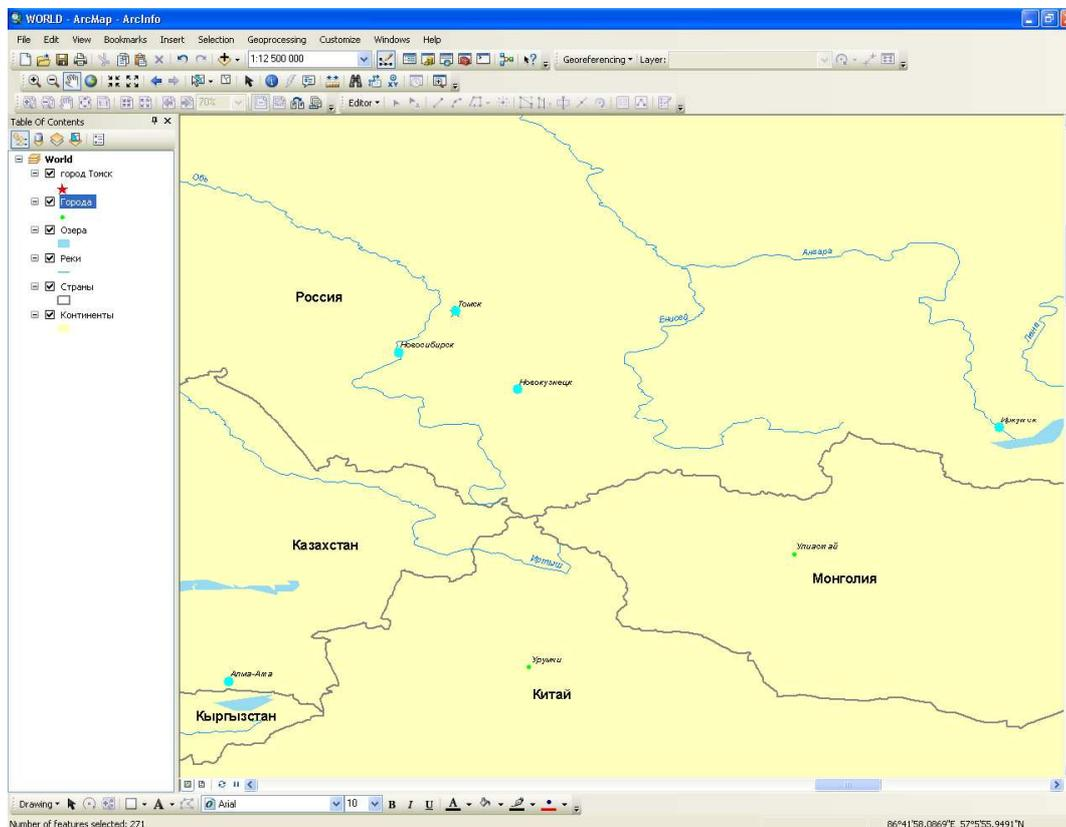 WORLD - ArcMap - ArcInfo
File Edit View Bookmarks Insert Selection Geoprocessing Customize Windows Help
1:12 500 000 Georeferencing Layer:
70% Editor
Table Of Contents
World
город Томск
Города
Озера
Реки
Страны
Континенты
Обь
Ангара
Россия
Томск
Енисей
Лена
Новосибирск
Новокузнецк
Иркутск
Казахстан
Улиастай
Иртыш
Монголия
Урумчи
Алма-Ата
Китай
Кыргызстан
Drawing A Arial 10 B I U A
Number of features selected: 271 86°41'58,0869"E 57°5'55,9491"N